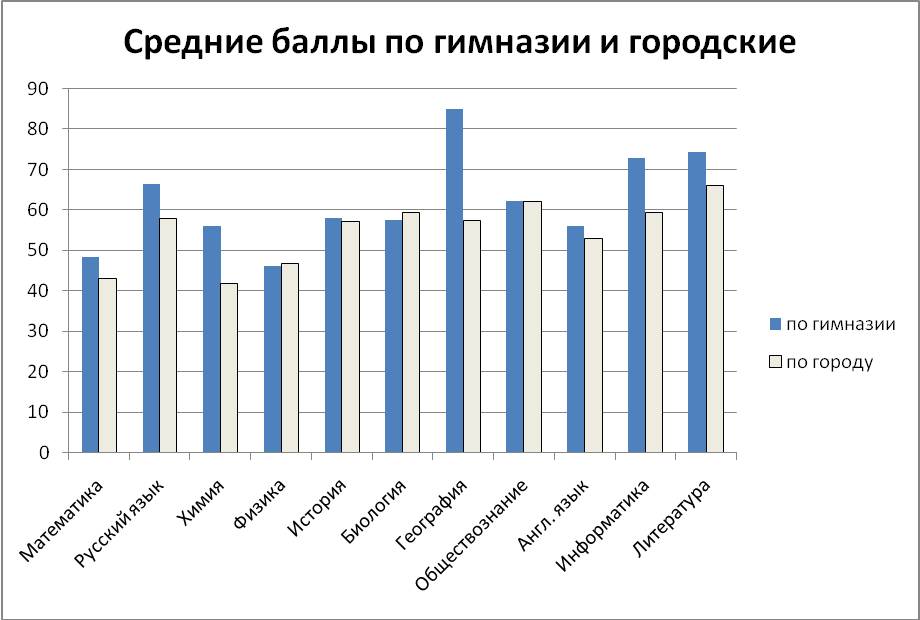 Средние баллы по гимназии и городские
90
80
70
60
50
40
30
20
10
0
Математика
Русский язык
Химия
Физика
История
Биология
География
Обществознание
Англ. язык
Информатика
Литература
по гимназии
по городу